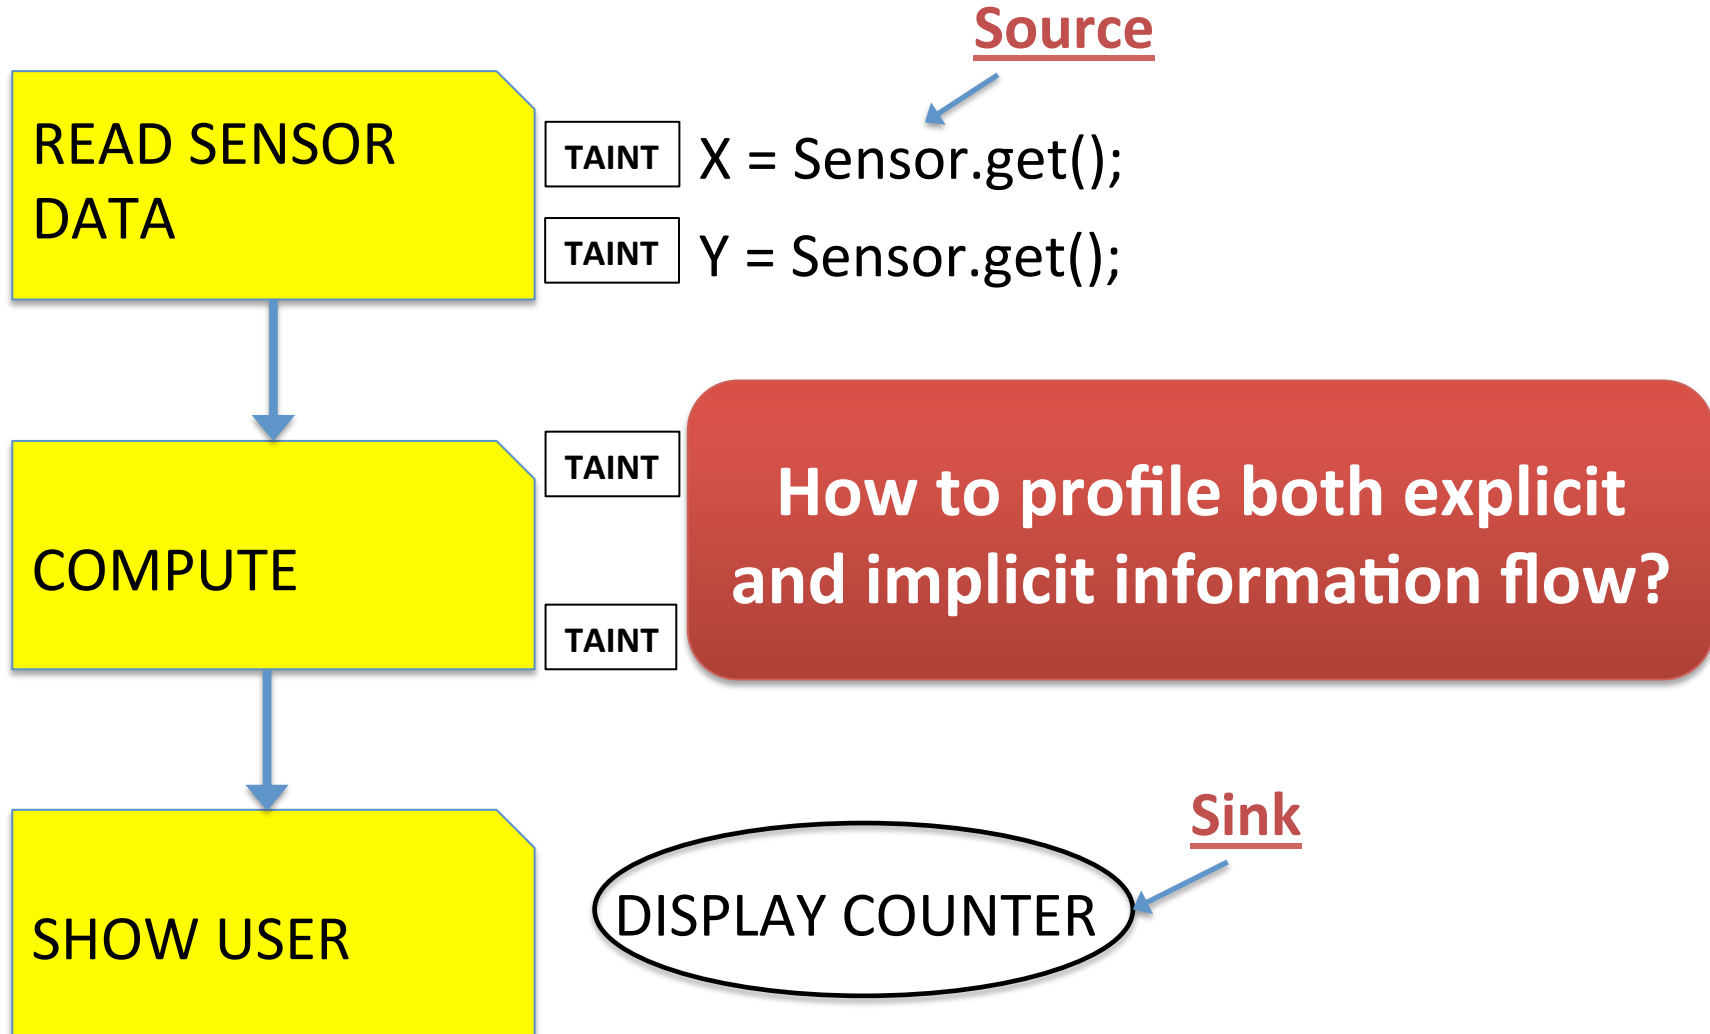 Source
READ SENSOR
DATA
TAINT
X = Sensor.get();
TAINT
Y = Sensor.get();
TAINT
How to profile both explicit
and implicit information flow?
COMPUTE
TAINT
Sink
DISPLAY COUNTER
SHOW USER